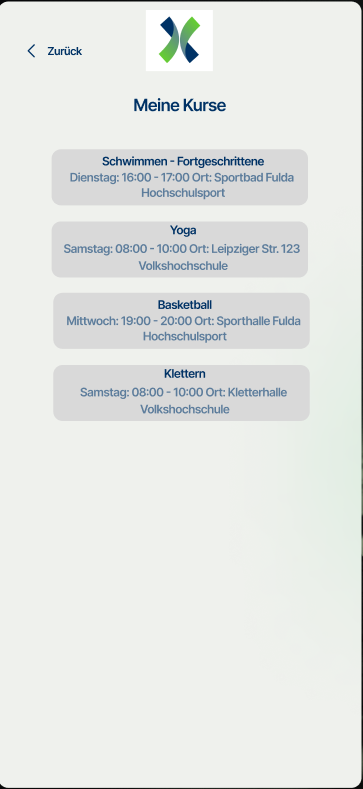 Zurück
Meine Kurse
Schwimmen - Fortgeschrittene
Dienstag: 16:00 - 17:00 Ort: Sportbad Fulda
Hochschulsport
Yoga
Samstag: 08:00 - 10:00 Ort: Leipziger Str. 123
Volkshochschule
Basketball
Mittwoch: 19:00 - 20:00 Ort: Sporthalle Fulda
Hochschulsport
Klettern
Samstag: 08:00 - 10:00 Ort: Kletterhalle
Volkshochschule